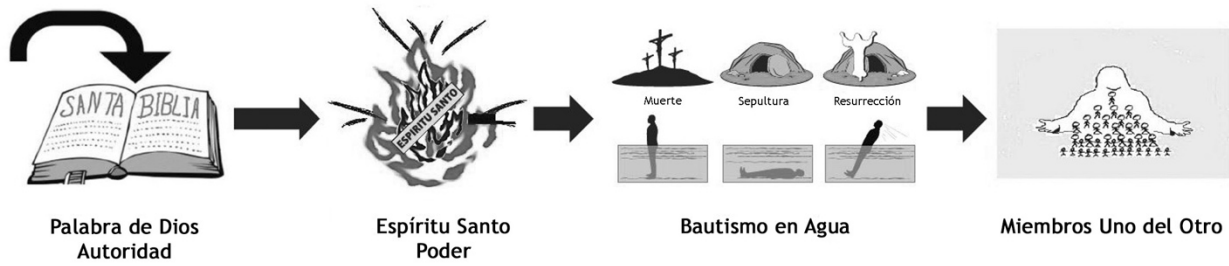 SANTA BIBLIA
ESPIRITU SANTO
Muerte
Sepultura
Resurrección
Palabra de Dios
Autoridad
Espíritu Santo
Poder
Bautismo en Agua
Miembros Uno del Otro